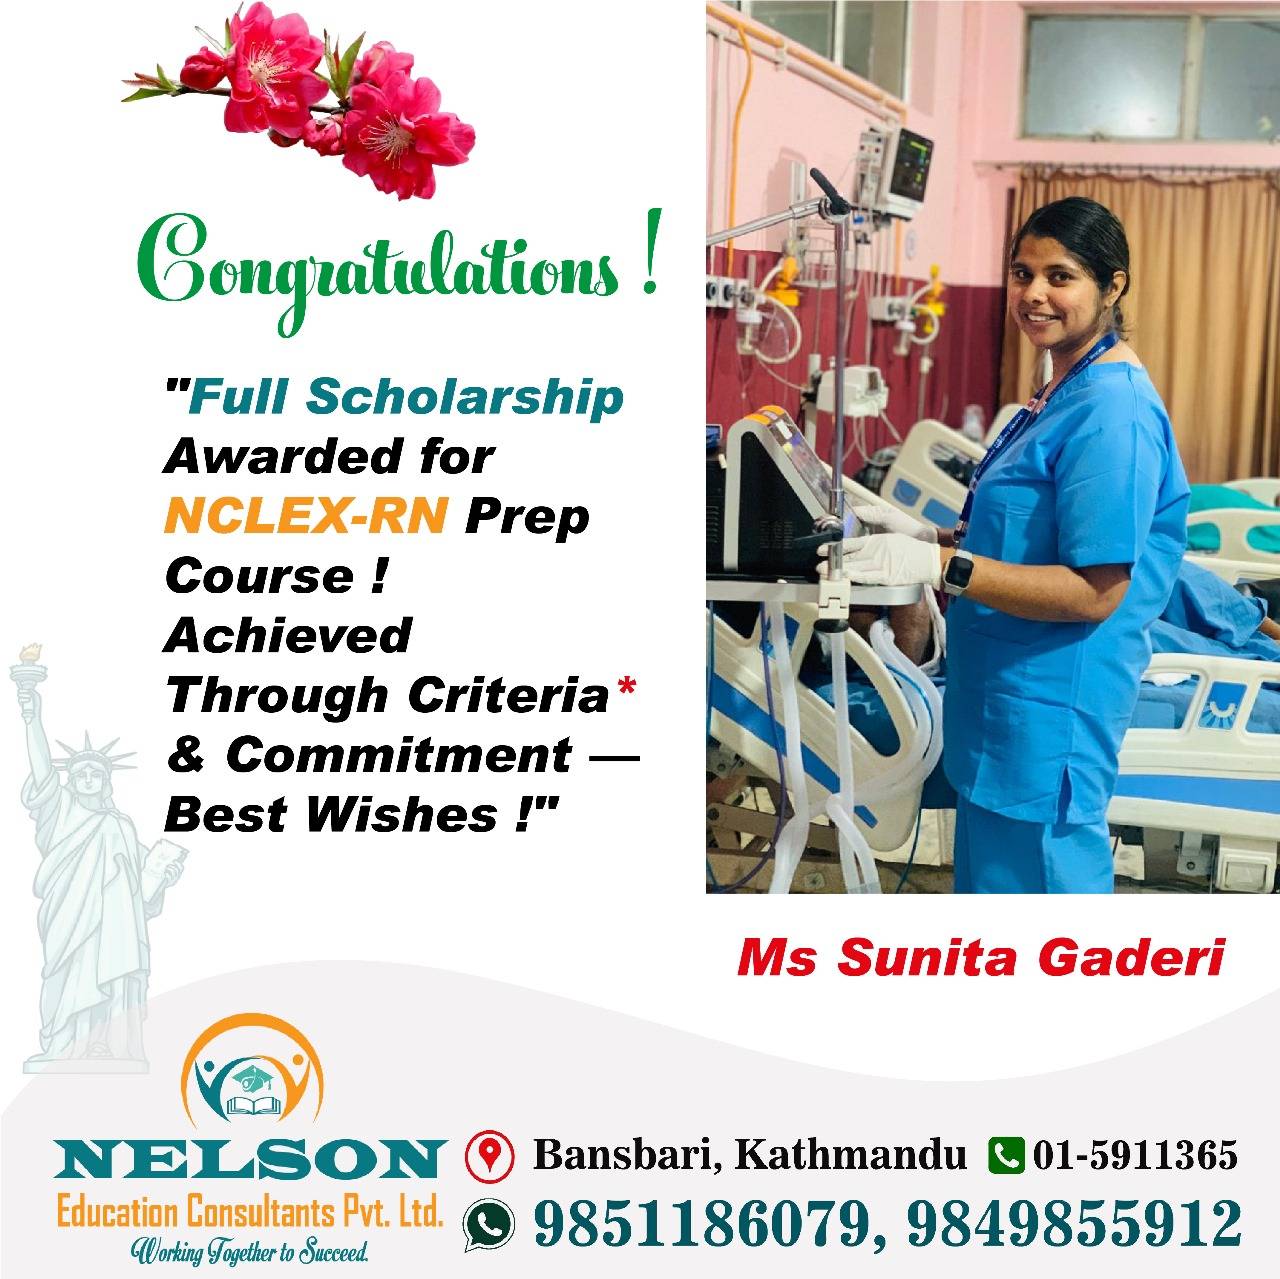 Congratulations !
"Full Scholarship
Awarded for
NCLEX-RN Prep
Course !
Achieved
Through Criteria*
& Commitment —
Best Wishes !"
Ms Sunita Gaderi
NELSON
Education Consultants Pvt. Ltd.
Working Together to Succeed.
Bansbari, Kathmandu 01-5911365
9851186079, 9849855912